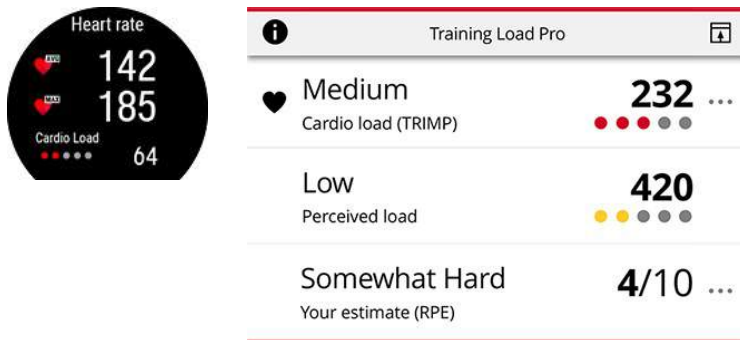 Heart rate
AVG 142
MAX 185
Cardio Load
64
Training Load Pro
Medium 232
Cardio load (TRIMP)
Low 420
Perceived load
Somewhat Hard 4/10
Your estimate (RPE)